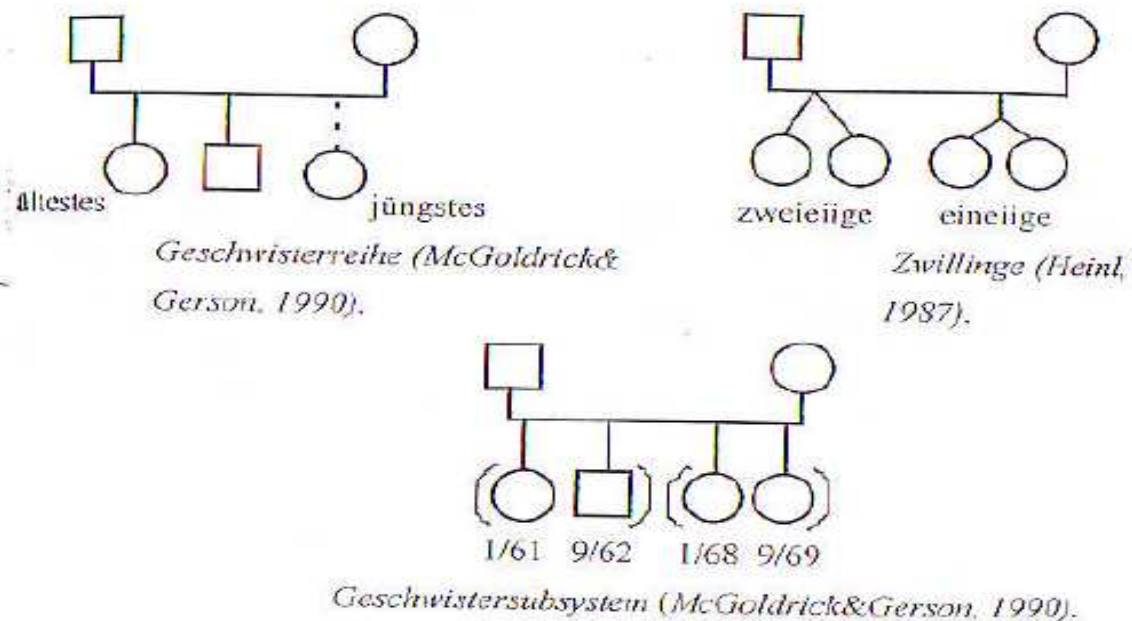 ältestes
jüngstes
Geschwisterreihe (McGoldrick&
Gerson, 1990).
zweieiige eineiige
Zwillinge (Heinl,
1987).
1/61 9/62 1/68 9/69
Geschwistersubsystem (McGoldrick&Gerson, 1990).